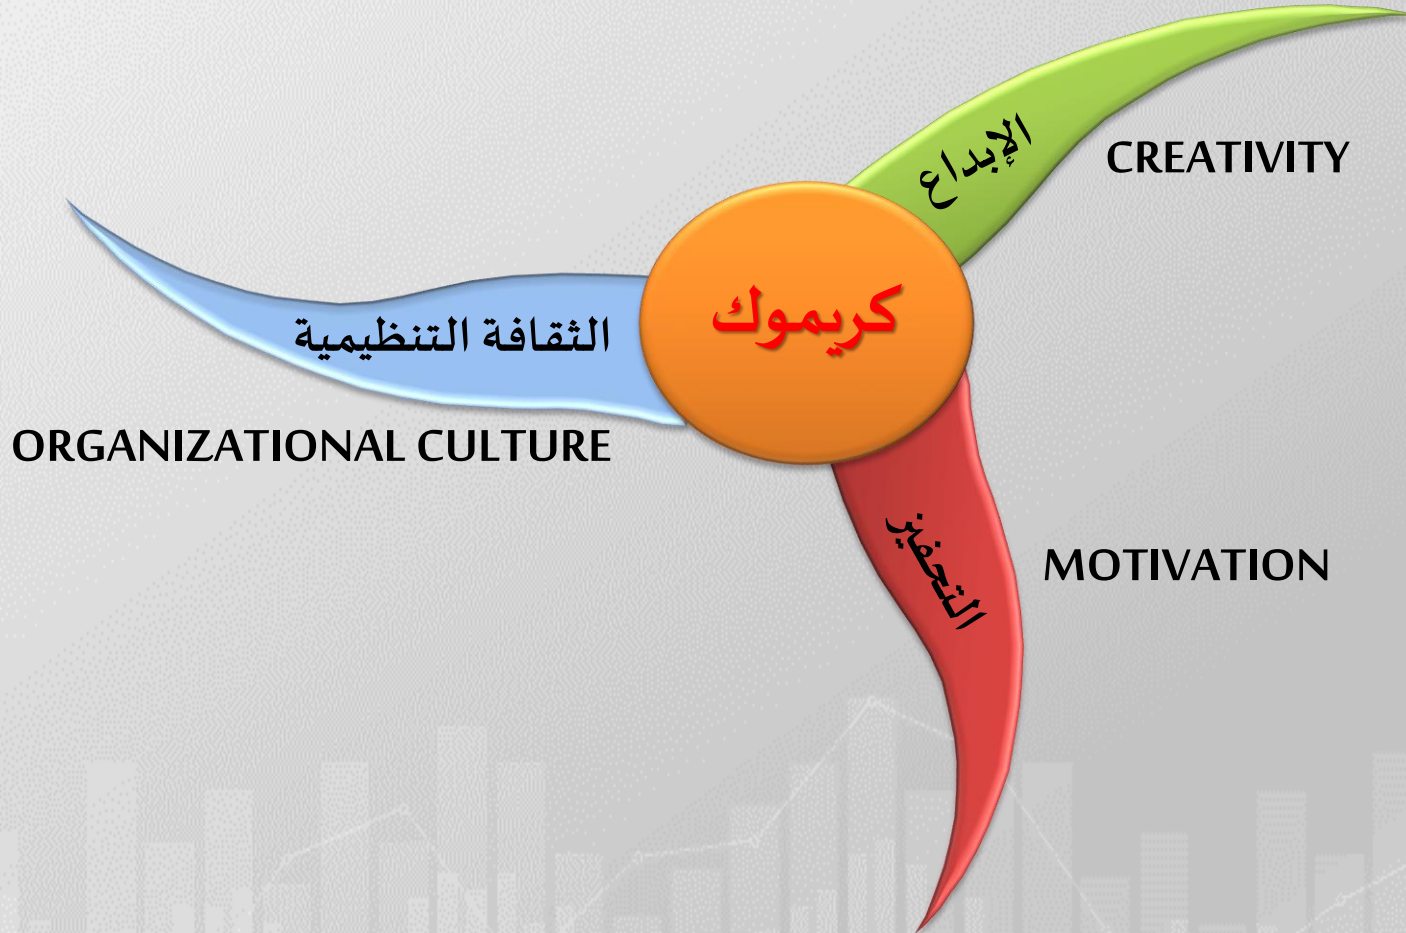 الإبداع
CREATIVITY
كريموك
الثقافة التنظيمية
ORGANIZATIONAL CULTURE
التحفيز
MOTIVATION